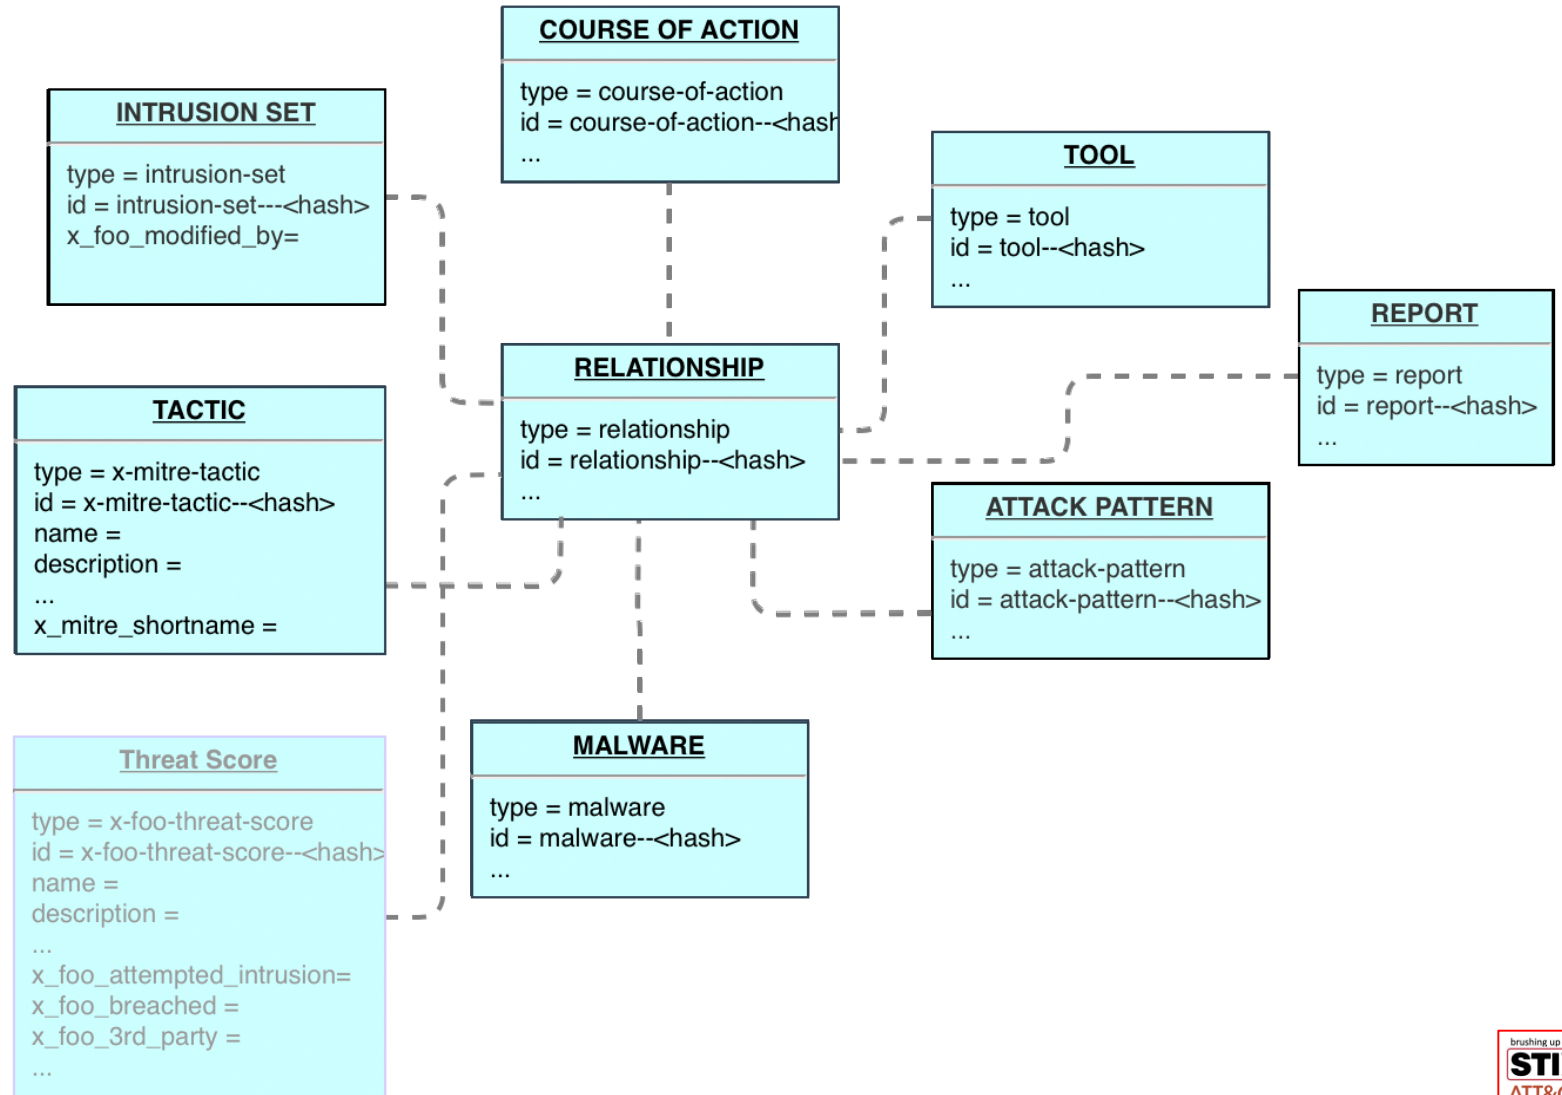 COURSE OF ACTION
type = course-of-action
id = course-of-action--<hash
...
INTRUSION SET
type = intrusion-set
id = intrusion-set---<hash>
x_foo_modified_by=
TOOL
type = tool
id = tool--<hash>
...
REPORT
type = report
id = report--<hash>
...
RELATIONSHIP
type = relationship
id = relationship--<hash>
...
TACTIC
type = x-mitre-tactic
id = x-mitre-tactic--<hash>
name =
description =
...
x_mitre_shortname =
ATTACK PATTERN
type = attack-pattern
id = attack-pattern--<hash>
...
MALWARE
type = malware
id = malware--<hash>
...
Threat Score
type = x-foo-threat-score
id = x-foo-threat-score--<hash>
name =
description =
...
x_foo_attempted_intrusion=
x_foo_breached =
x_foo_3rd_party =
...
brushing up
STI